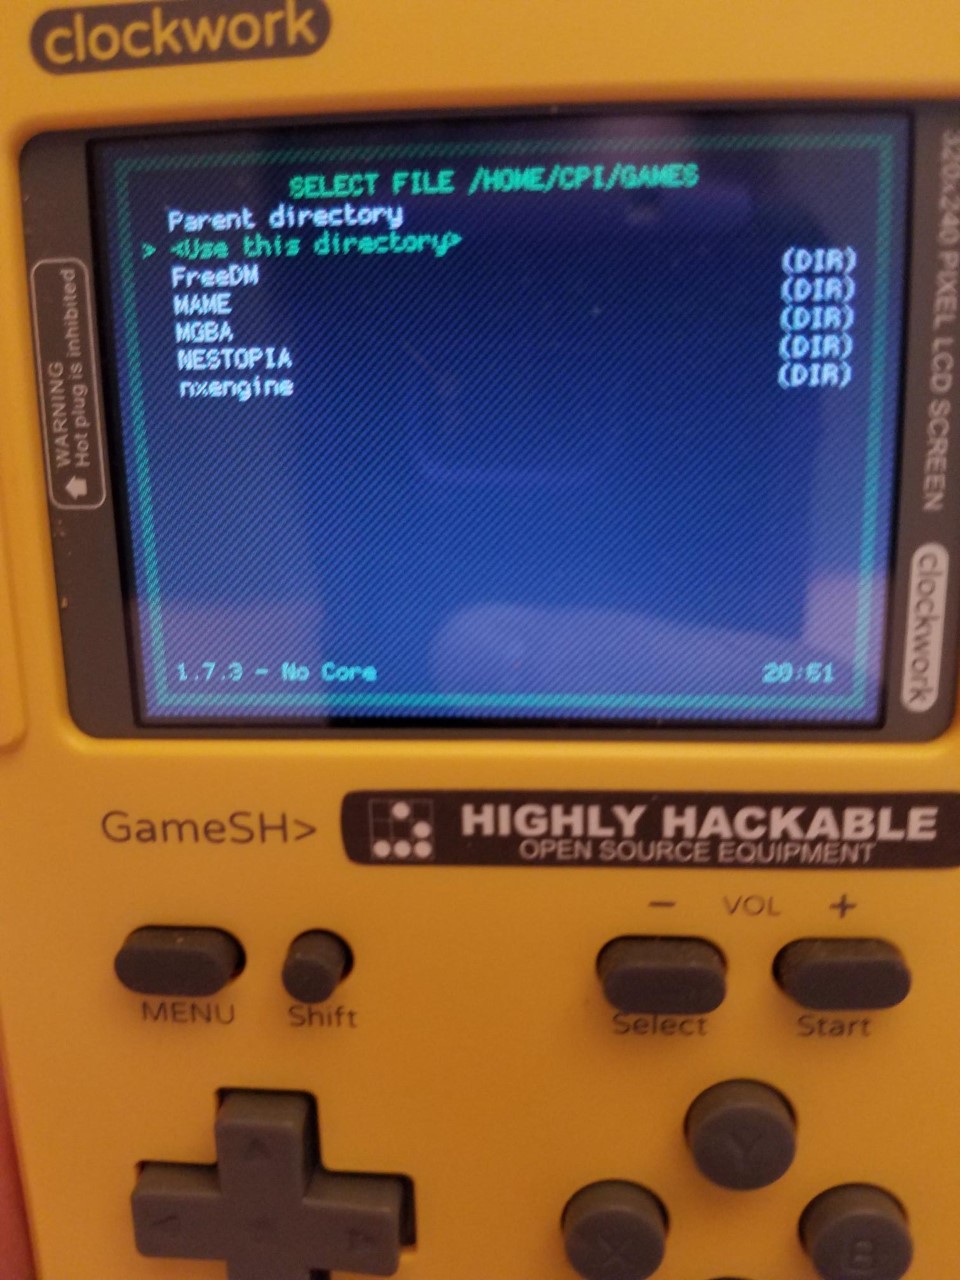 clockwork
SELECT FILE /HOME/CPI/GAMES
Parent directory
> <Use this directory>
FreeDM (DIR)
MAME (DIR)
MGBA (DIR)
NESTOPIA (DIR)
nxengine (DIR)
1.7.3 - No Core 20:51
WARNING
Hot plug is inhibited
320x240 PIXEL LCD SCREEN
clockwork
GameSH>
HIGHLY HACKABLE
OPEN SOURCE EQUIPMENT
− VOL +
MENU Shift
Select Start
Y
X
B